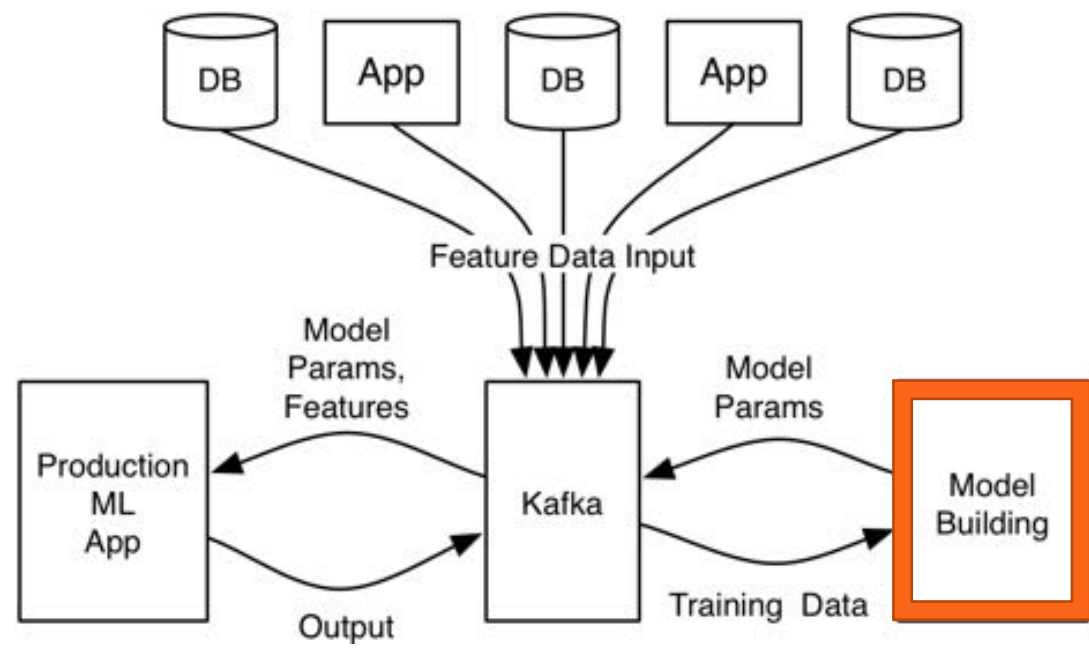 DB
App
DB
App
DB
Feature Data Input
Model
Params,
Features
Model
Params
Production
ML
App
Kafka
Model
Building
Output
Training Data